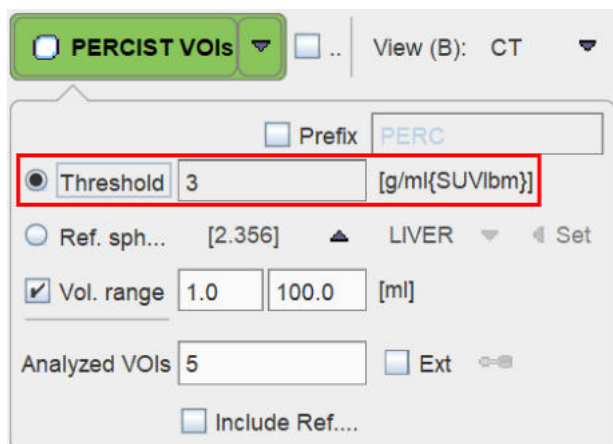 PERCIST VOIs .. View (B): CT
Prefix PERC
Threshold 3 [g/ml{SUVlbm}]
Ref. sph... [2.356] LIVER Set
Vol. range 1.0 100.0 [ml]
Analyzed VOIs 5 Ext
Include Ref....